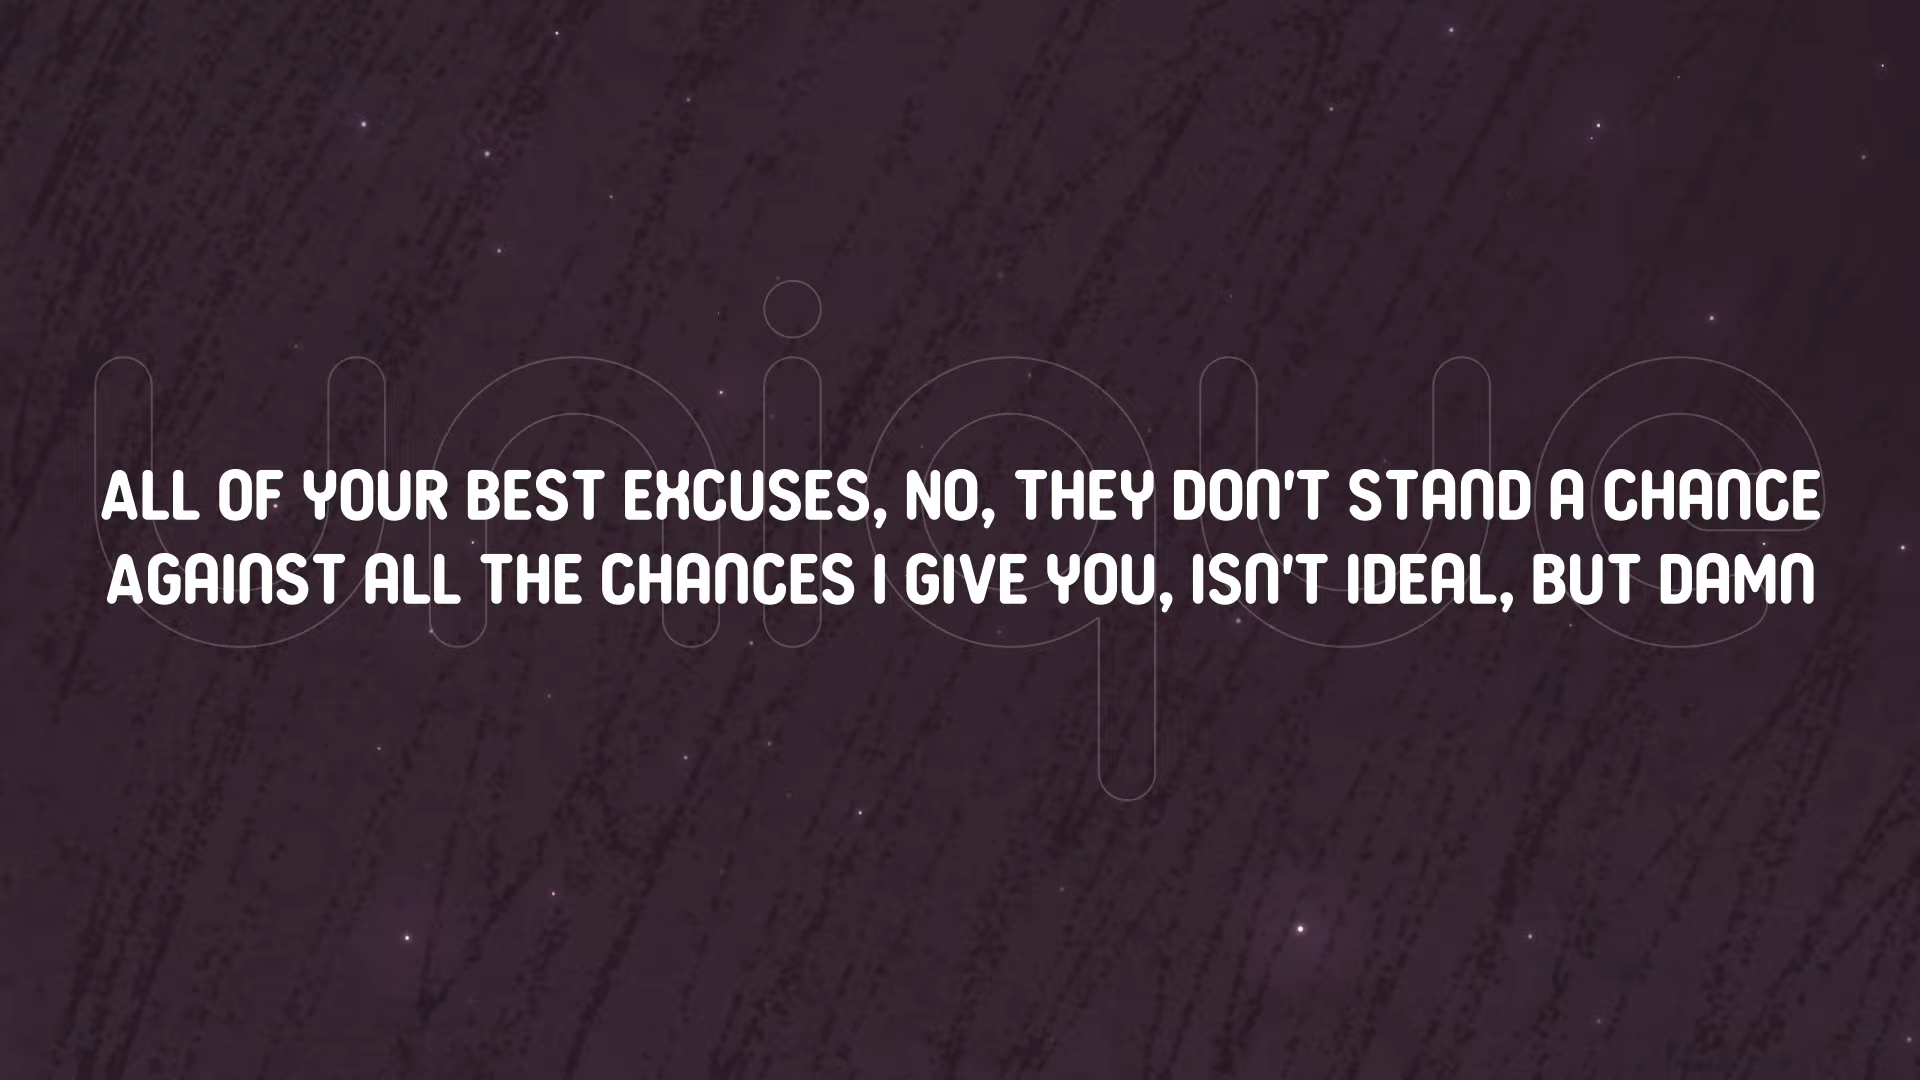 unique
ALL OF YOUR BEST EXCUSES, NO, THEY DON'T STAND A CHANCE
AGAINST ALL THE CHANCES I GIVE YOU, ISN'T IDEAL, BUT DAMN